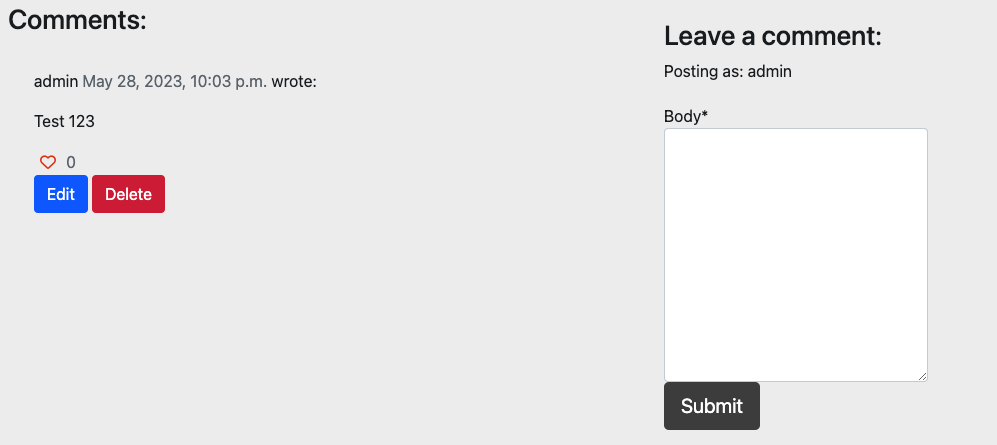 Comments:
admin May 28, 2023, 10:03 p.m. wrote:
Test 123
0
Edit Delete
Leave a comment:
Posting as: admin
Body*
Submit